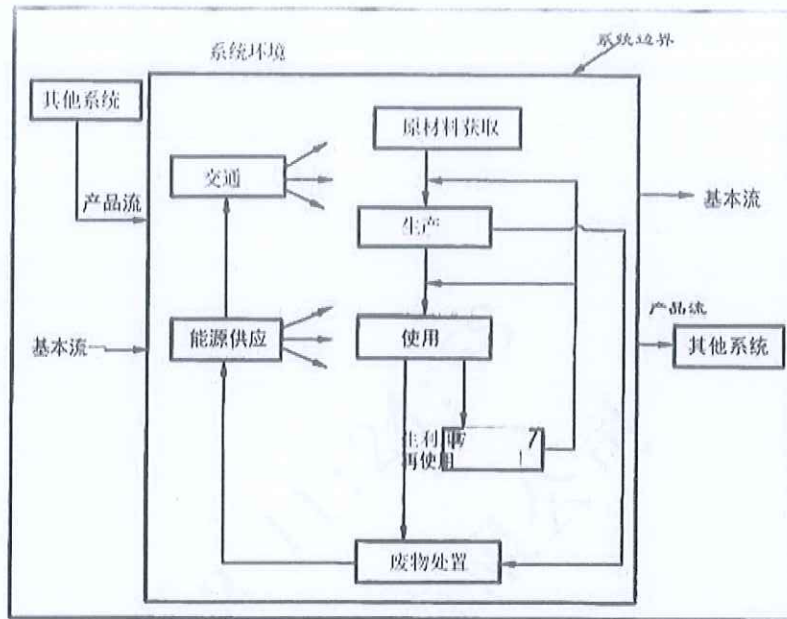 系统环境
系统边界
其他系统
原材料获取
交通
产品流
基本流
生产
产品流
基本流
能源供应
使用
其他系统
生利
再使用
废物处置